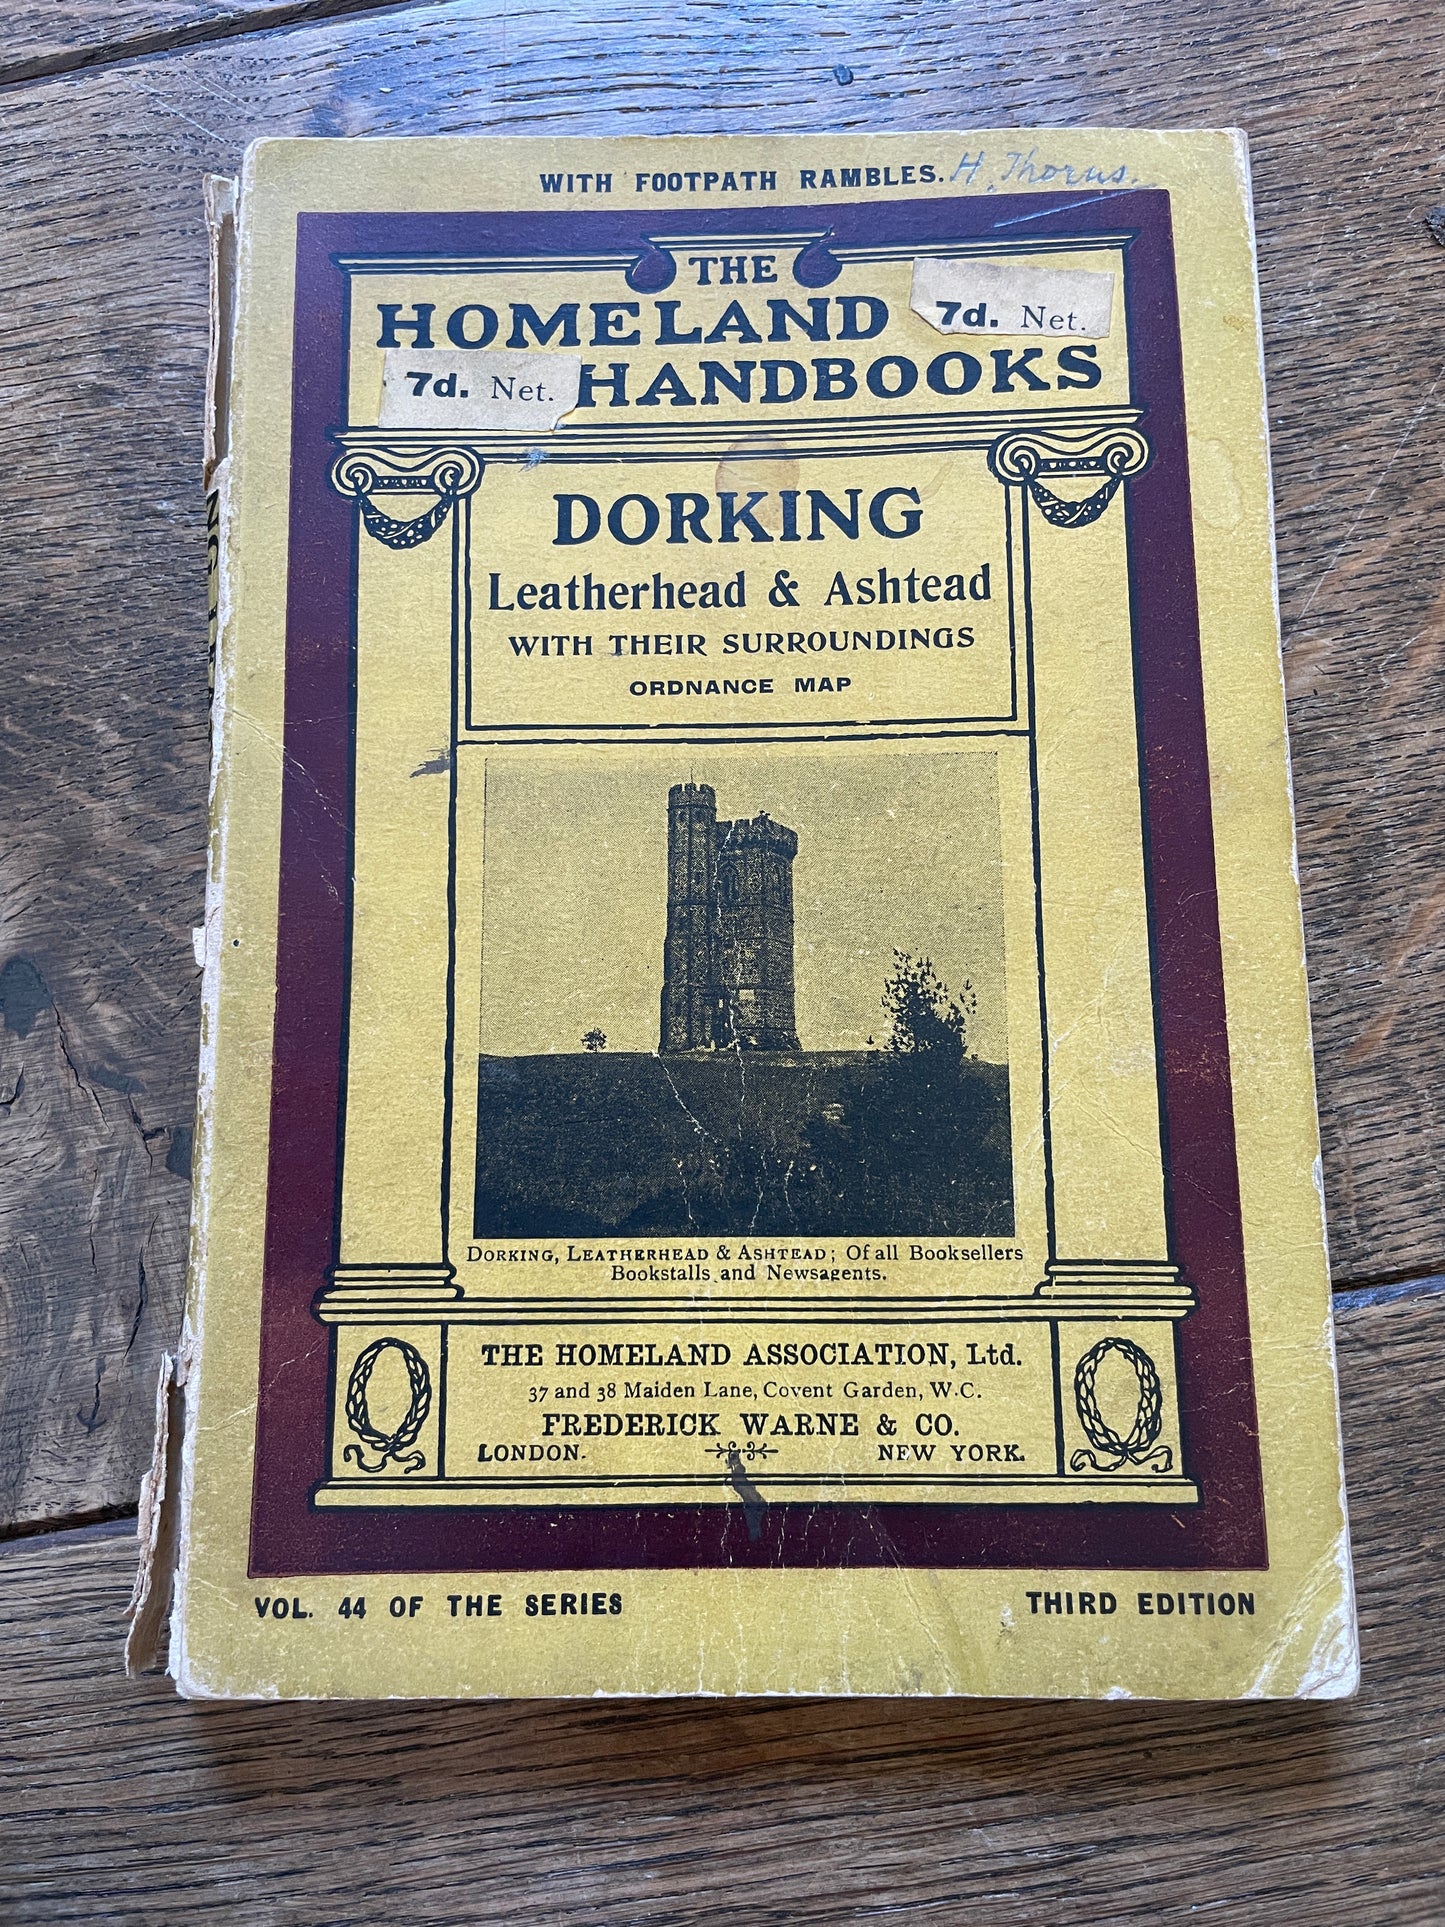 WITH FOOTPATH RAMBLES. H. Thorns.
THE
HOMELAND 7d. Net.
7d. Net. HANDBOOKS
DORKING
Leatherhead & Ashtead
WITH THEIR SURROUNDINGS
ORDNANCE MAP
DORKING, LEATHERHEAD & ASHTEAD; Of all Booksellers
Bookstalls and Newsagents.
THE HOMELAND ASSOCIATION, Ltd.
37 and 38 Maiden Lane, Covent Garden, W.C.
FREDERICK WARNE & CO.
LONDON. NEW YORK.
VOL. 44 OF THE SERIES THIRD EDITION